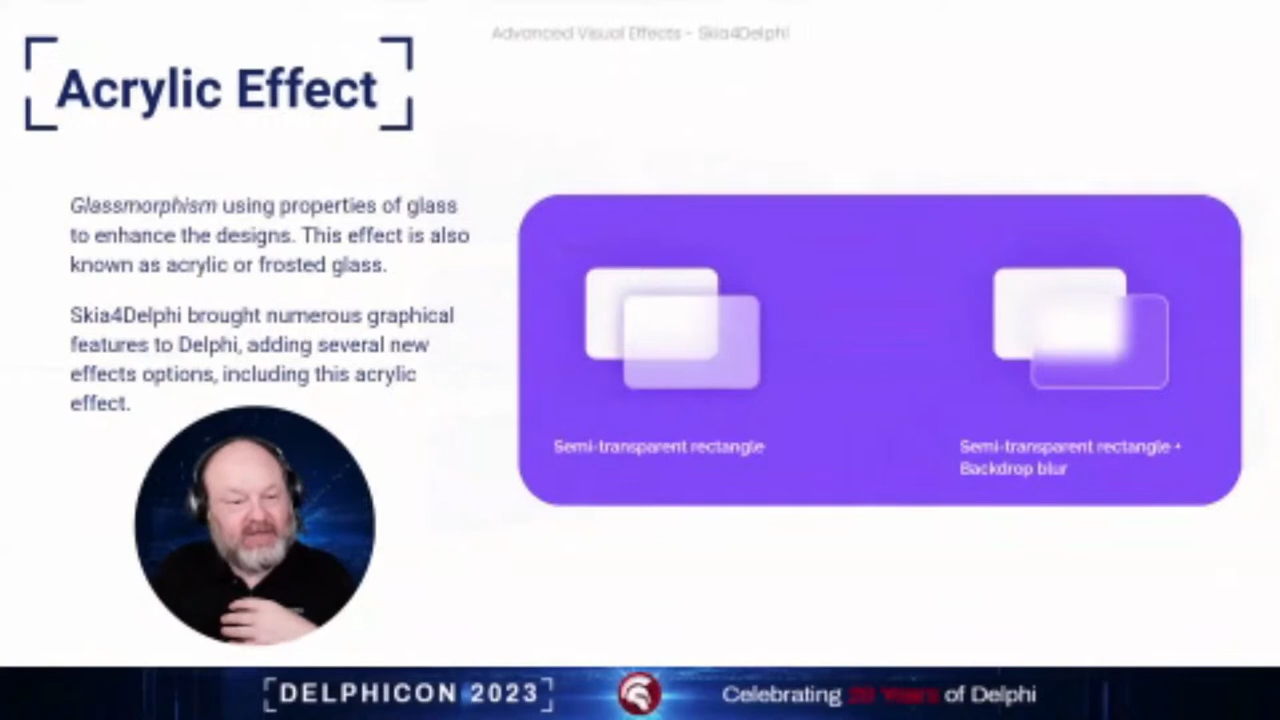 Advanced Visual Effects - Skia4Delphi
Acrylic Effect
Glassmorphism using properties of glass
to enhance the designs. This effect is also
known as acrylic or frosted glass.
Skia4Delphi brought numerous graphical
features to Delphi, adding several new
effects options, including this acrylic
effect.
Semi-transparent rectangle
Semi-transparent rectangle +
Backdrop blur
DELPHICON 2023
Celebrating 28 Years of Delphi